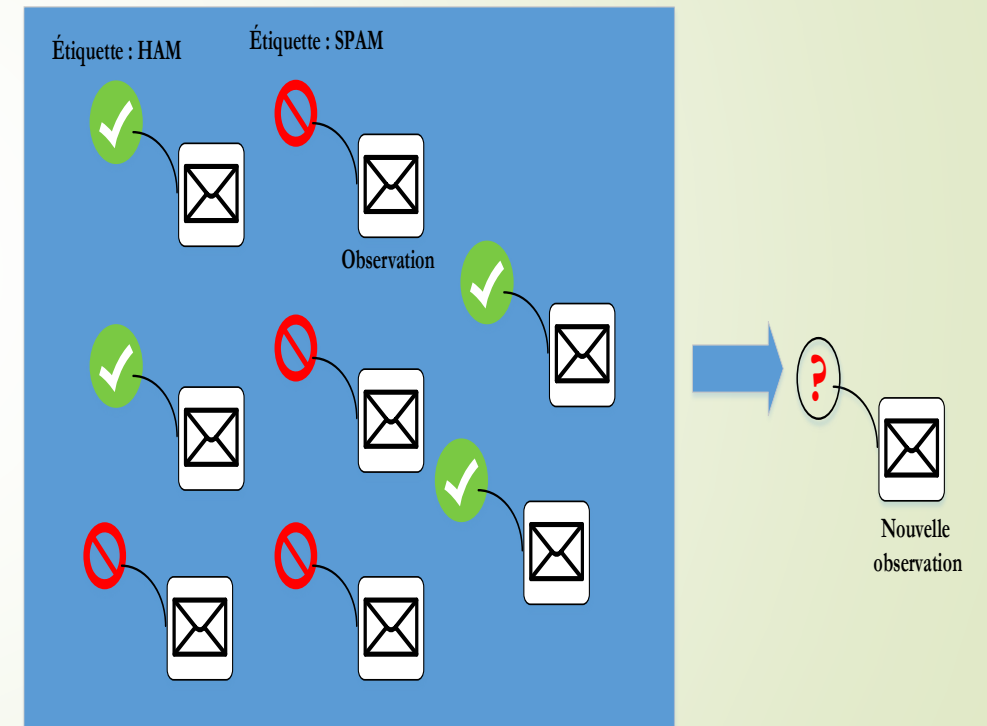 Étiquette : HAM
Étiquette : SPAM
Observation
?
Nouvelle
observation